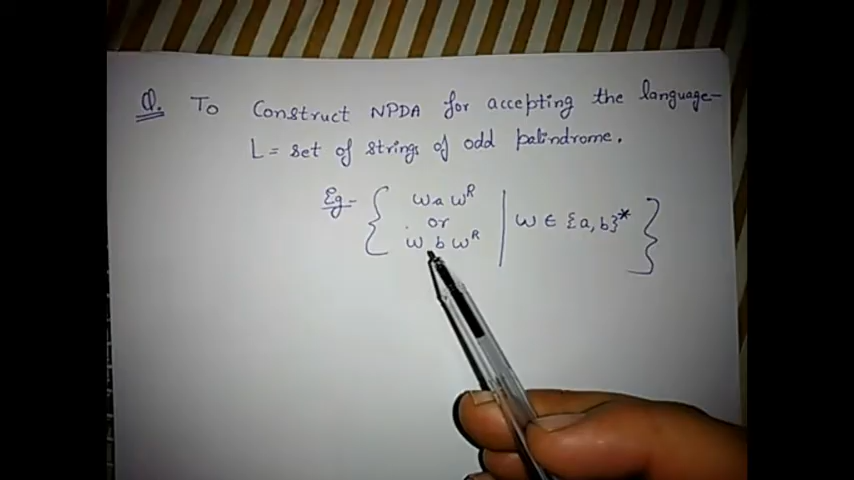 Q. To Construct NPDA for accepting the language-
L = set of strings of odd palindrome.
Eg- { ωaω^R
or
ωbω^R | ω ∈ {a,b}* }